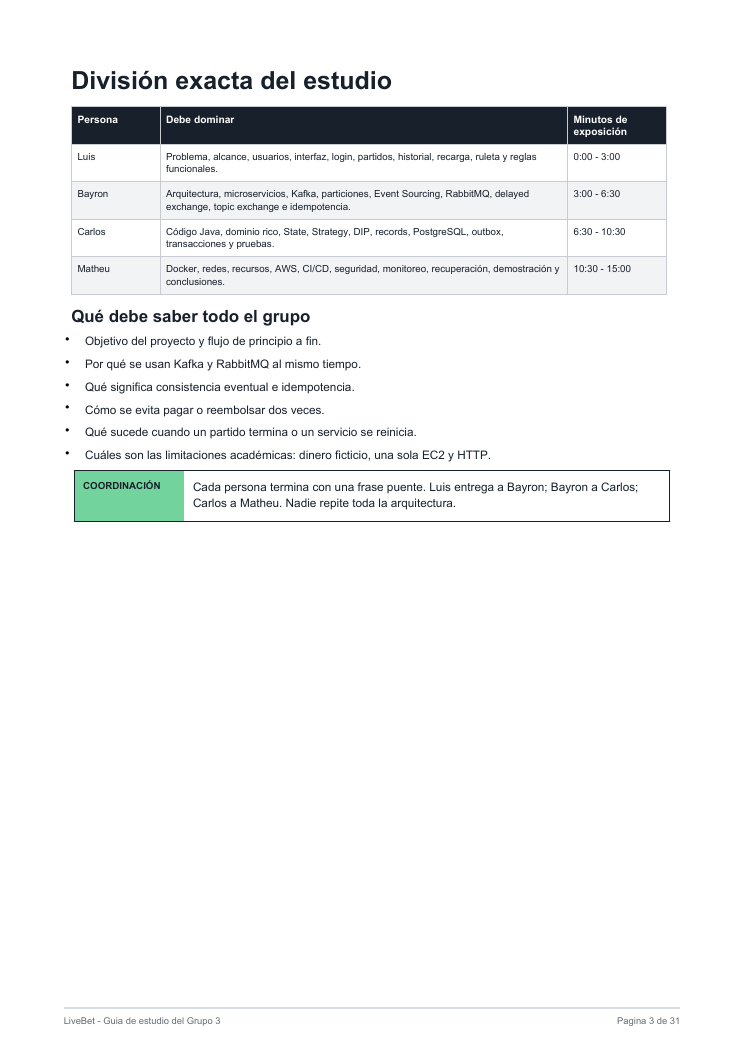 División exacta del estudio
Persona
Debe dominar
Minutos de
exposición
Luis
Problema, alcance, usuarios, interfaz, login, partidos, historial, recarga, ruleta y reglas
funcionales.
0:00 - 3:00
Bayron
Arquitectura, microservicios, Kafka, particiones, Event Sourcing, RabbitMQ, delayed
exchange, topic exchange e idempotencia.
3:00 - 6:30
Carlos
Código Java, dominio rico, State, Strategy, DIP, records, PostgreSQL, outbox,
transacciones y pruebas.
6:30 - 10:30
Matheu
Docker, redes, recursos, AWS, CI/CD, seguridad, monitoreo, recuperación, demostración y
conclusiones.
10:30 - 15:00
Qué debe saber todo el grupo
• Objetivo del proyecto y flujo de principio a fin.
• Por qué se usan Kafka y RabbitMQ al mismo tiempo.
• Qué significa consistencia eventual e idempotencia.
• Cómo se evita pagar o reembolsar dos veces.
• Qué sucede cuando un partido termina o un servicio se reinicia.
• Cuáles son las limitaciones académicas: dinero ficticio, una sola EC2 y HTTP.
COORDINACIÓN
Cada persona termina con una frase puente. Luis entrega a Bayron; Bayron a Carlos;
Carlos a Matheu. Nadie repite toda la arquitectura.
LiveBet - Guia de estudio del Grupo 3
Pagina 3 de 31